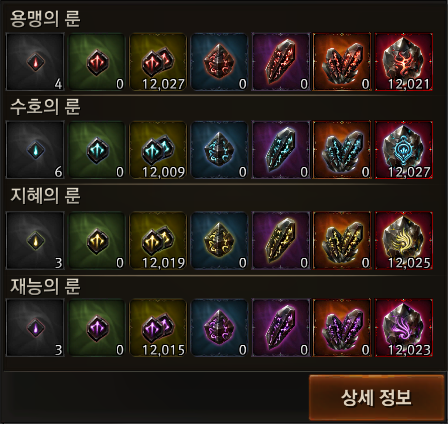 용맹의 룬
4 0 12,027 0 0 0 12,021
수호의 룬
6 0 12,009 0 0 0 12,027
지혜의 룬
3 0 12,019 0 0 0 12,025
재능의 룬
3 0 12,015 0 0 0 12,023
상세 정보